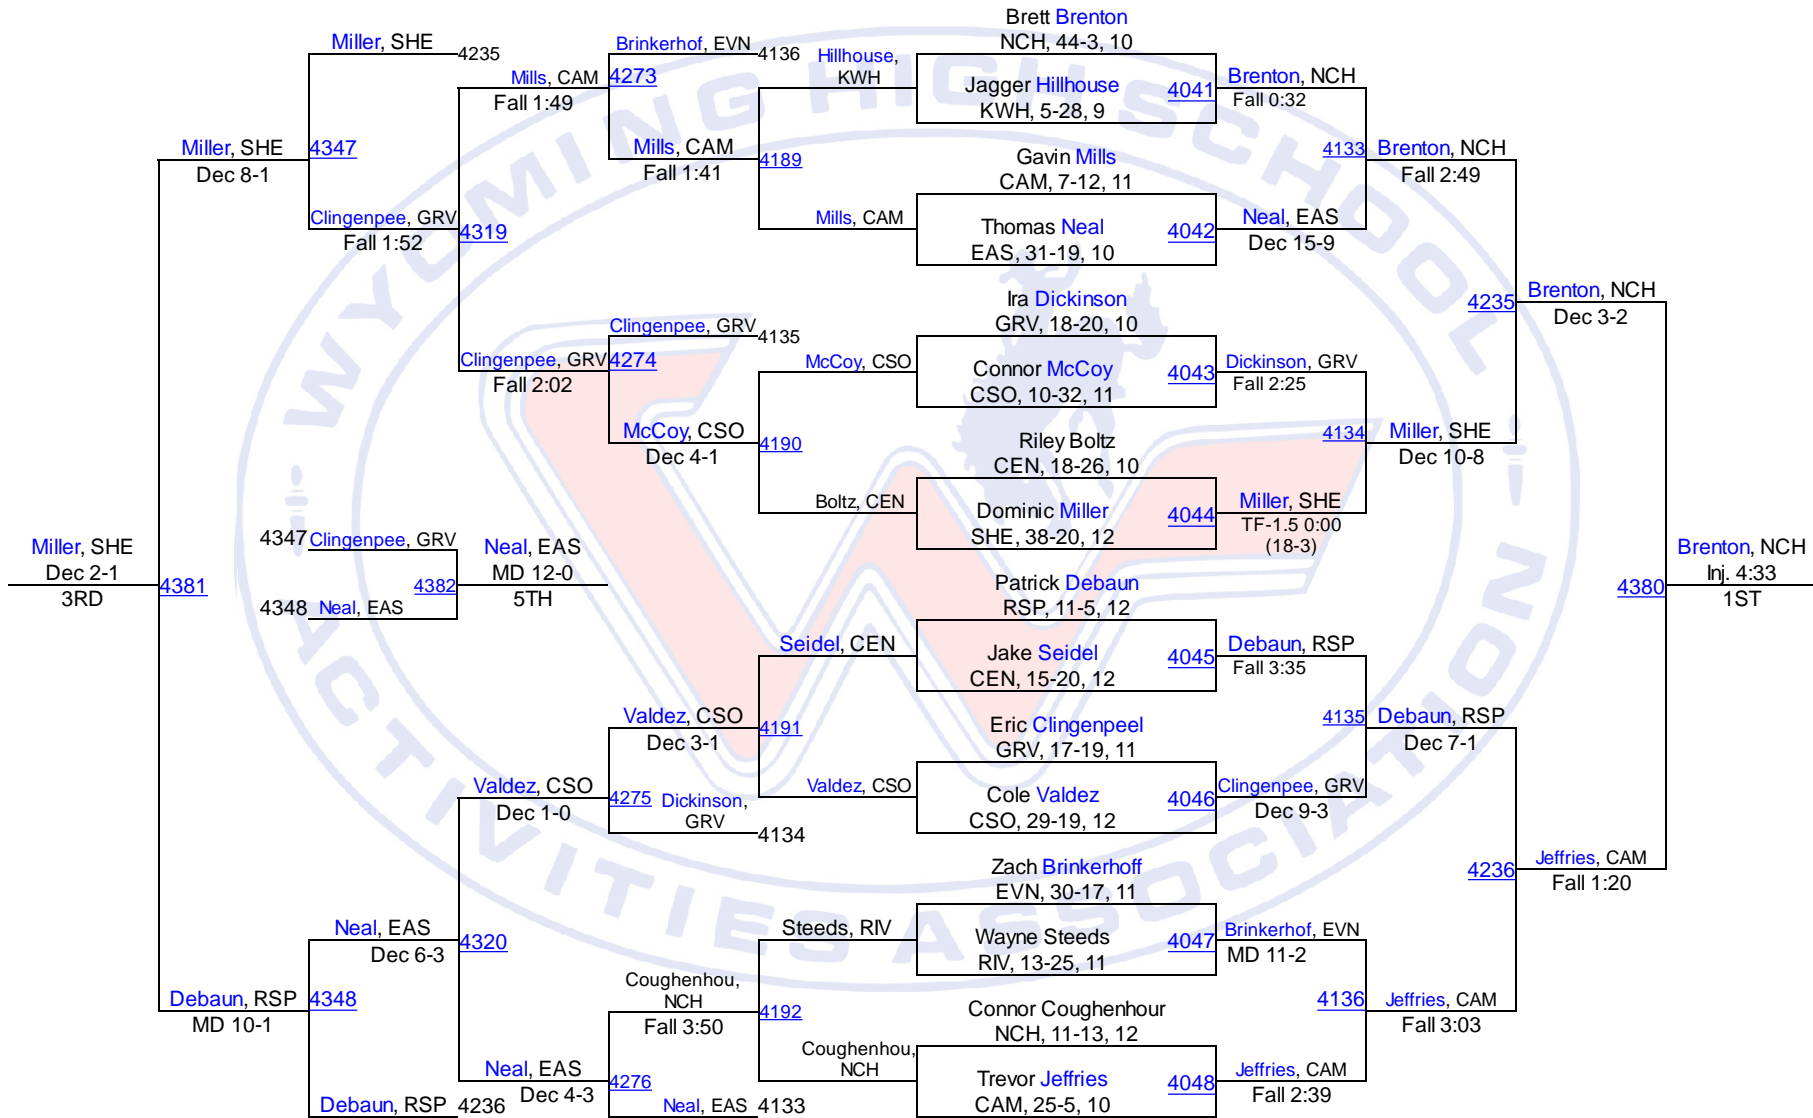 Brett Brenton
NCH, 44-3, 10
Miller, SHE
4235
Brinkerhof, EVN
4136
Hillhouse,
KWH
Mills, CAM
4273
Fall 1:49
Jagger Hillhouse
KWH, 5-28, 9
4041
Brenton, NCH
Fall 0:32
Miller, SHE
4347
Dec 8-1
Mills, CAM
4189
Fall 1:41
Gavin Mills
CAM, 7-12, 11
4133
Brenton, NCH
Fall 2:49
Clingenpee, GRV
4319
Fall 1:52
Mills, CAM
Thomas Neal
EAS, 31-19, 10
4042
Neal, EAS
Dec 15-9
Ira Dickinson
GRV, 18-20, 10
4235
Brenton, NCH
Dec 3-2
Clingenpee, GRV
4135
Clingenpee, GRV
4274
Fall 2:02
McCoy, CSO
Connor McCoy
CSO, 10-32, 11
4043
Dickinson, GRV
Fall 2:25
McCoy, CSO
4190
Dec 4-1
Riley Boltz
CEN, 18-26, 10
4134
Miller, SHE
Dec 10-8
Boltz, CEN
Dominic Miller
SHE, 38-20, 12
4044
Miller, SHE
TF-1.5 0:00
(18-3)
4347
Clingenpee, GRV
Miller, SHE
Dec 2-1
3RD
4381
4382
Neal, EAS
MD 12-0
5TH
4348
Neal, EAS
Brenton, NCH
Inj. 4:33
1ST
4380
Patrick Debaun
RSP, 11-5, 12
Seidel, CEN
Jake Seidel
CEN, 15-20, 12
4045
Debaun, RSP
Fall 3:35
Valdez, CSO
4191
Dec 3-1
Eric Clingenpeel
GRV, 17-19, 11
4135
Debaun, RSP
Dec 7-1
Valdez, CSO
4275
Dec 1-0
Dickinson,
GRV
4134
Valdez, CSO
Cole Valdez
CSO, 29-19, 12
4046
Clingenpee, GRV
Dec 9-3
Zach Brinkerhoff
EVN, 30-17, 11
4236
Jeffries, CAM
Fall 1:20
Neal, EAS
4320
Dec 6-3
Steeds, RIV
Wayne Steeds
RIV, 13-25, 11
4047
Brinkerhof, EVN
MD 11-2
Debaun, RSP
4348
MD 10-1
Coughenhou,
NCH
4192
Fall 3:50
Connor Coughenhour
NCH, 11-13, 12
4136
Jeffries, CAM
Fall 3:03
Coughenhou,
NCH
Neal, EAS
4276
Dec 4-3
Trevor Jeffries
CAM, 25-5, 10
4048
Jeffries, CAM
Fall 2:39
Debaun, RSP
4236
Neal, EAS
4133
WYOMING HIGH SCHOOL
ACTIVITIES ASSOCIATION